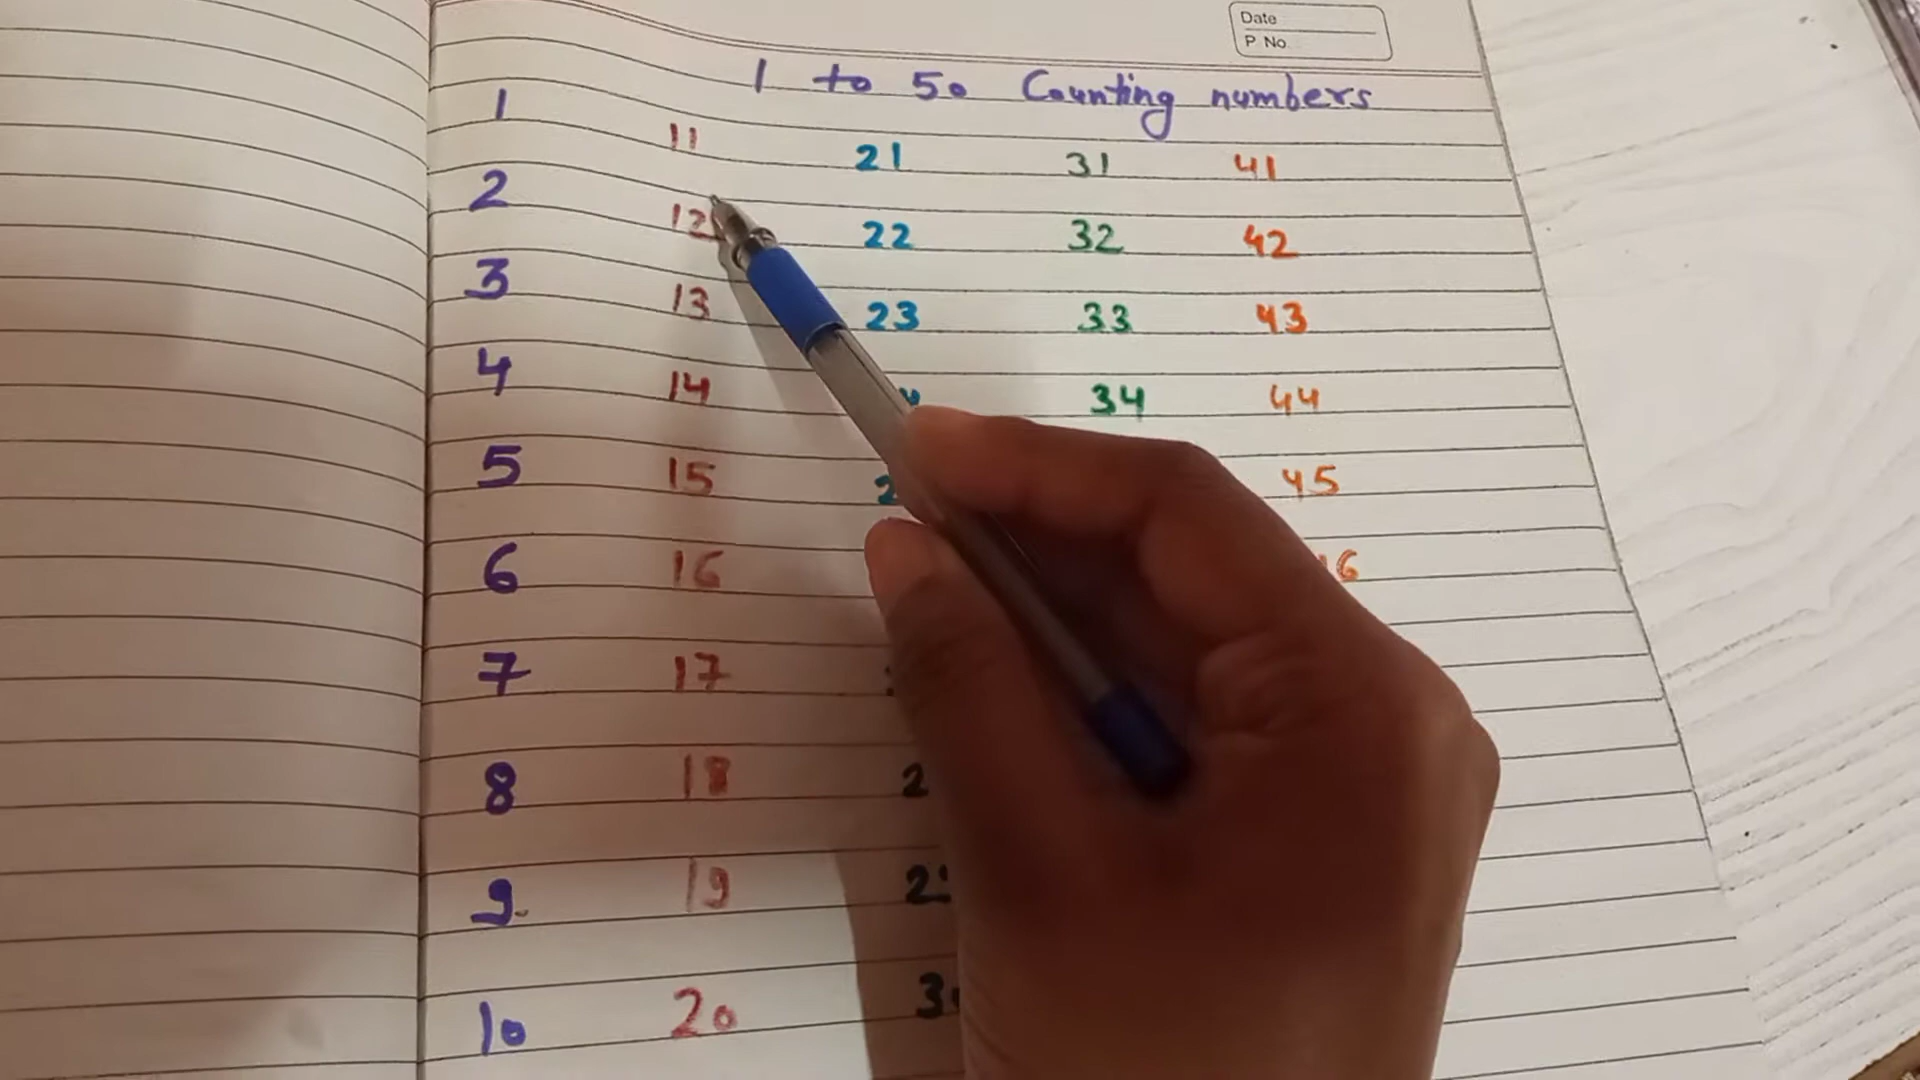 Date
P No.
1 to 50 Counting numbers
1 11 21 31 41
2 12 22 32 42
3 13 23 33 43
4 14 34 44
5 15 45
6 16
7 17
8 18
9 19
10 20